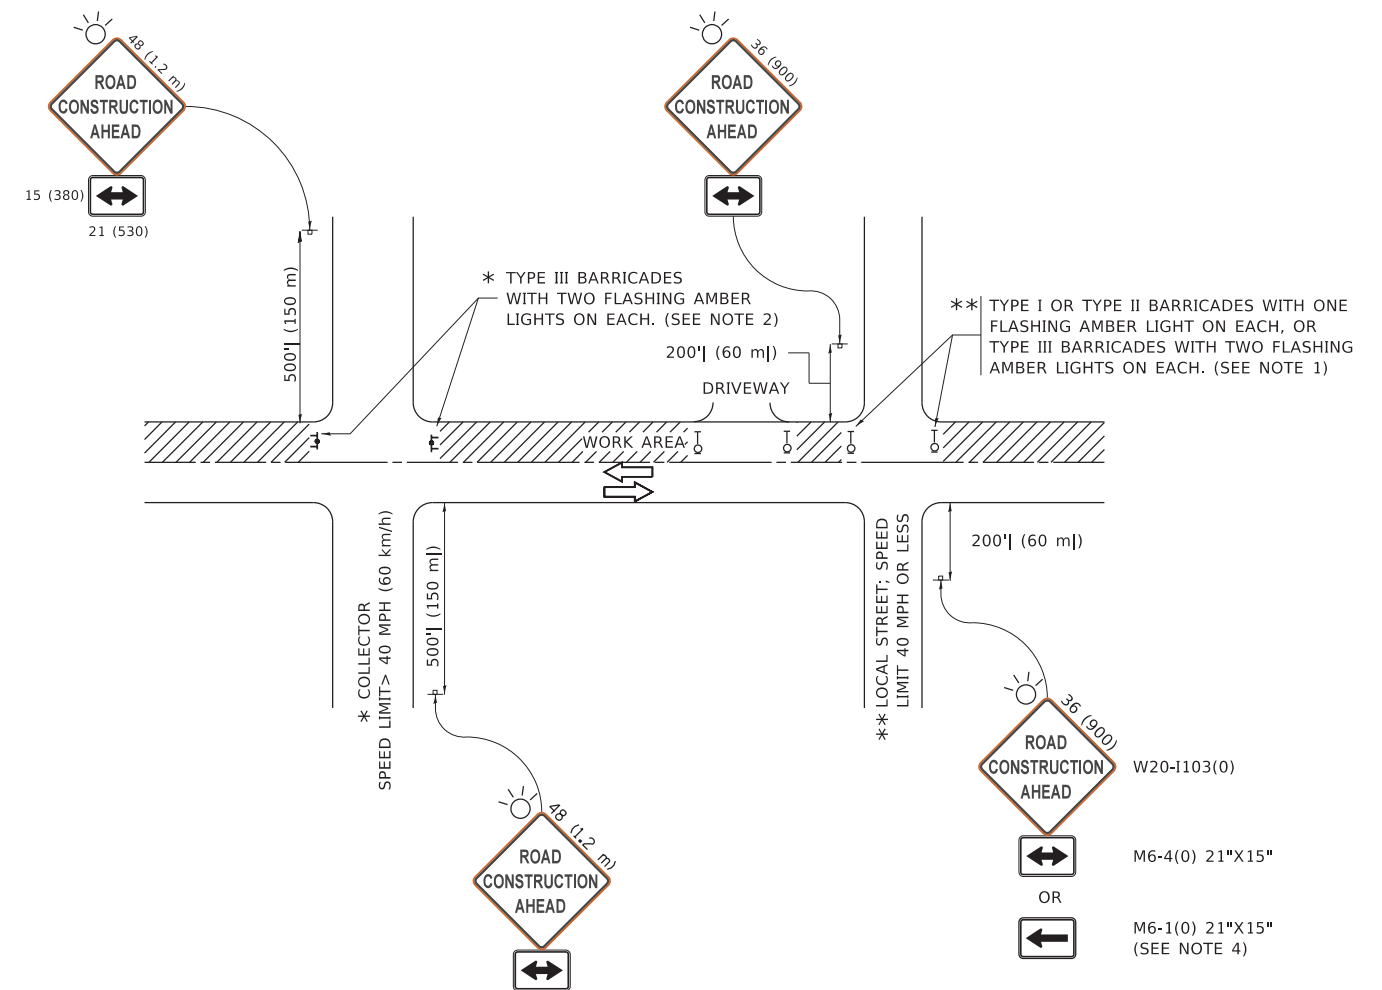 48 (1.2 m)
ROAD
CONSTRUCTION
AHEAD
15 (380)
21 (530)
36 (900)
ROAD
CONSTRUCTION
AHEAD
500'| (150 m)
* TYPE III BARRICADES
WITH TWO FLASHING AMBER
LIGHTS ON EACH. (SEE NOTE 2)
200'| (60 m|)
DRIVEWAY
** TYPE I OR TYPE II BARRICADES WITH ONE
FLASHING AMBER LIGHT ON EACH, OR
TYPE III BARRICADES WITH TWO FLASHING
AMBER LIGHTS ON EACH. (SEE NOTE 1)
WORK AREA
* COLLECTOR
SPEED LIMIT> 40 MPH (60 km/h)
500'| (150 m|)
** LOCAL STREET; SPEED
LIMIT 40 MPH OR LESS
200'| (60 m|)
48 (1.2 m)
ROAD
CONSTRUCTION
AHEAD
36 (900)
ROAD
CONSTRUCTION
AHEAD
W20-I103(0)
M6-4(0) 21"X15"
OR
M6-1(0) 21"X15"
(SEE NOTE 4)